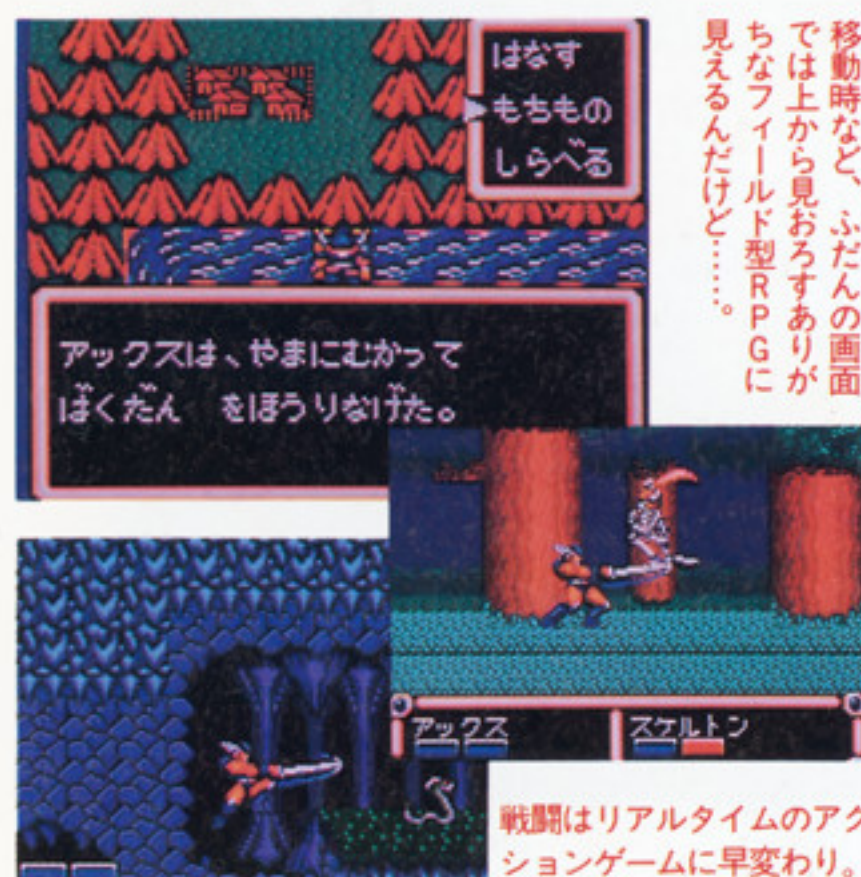 移動時など、ふだんの画面
では上から見おろすありが
ちなフィールド型RPGに
見えるんだけど……。
はなす
もちもの
しらべる
アックスは、やまにむかって
ばくだん をほうりなげた。
アックス
スケルトン
戦闘はリアルタイムのアク
ションゲームに早変わり。